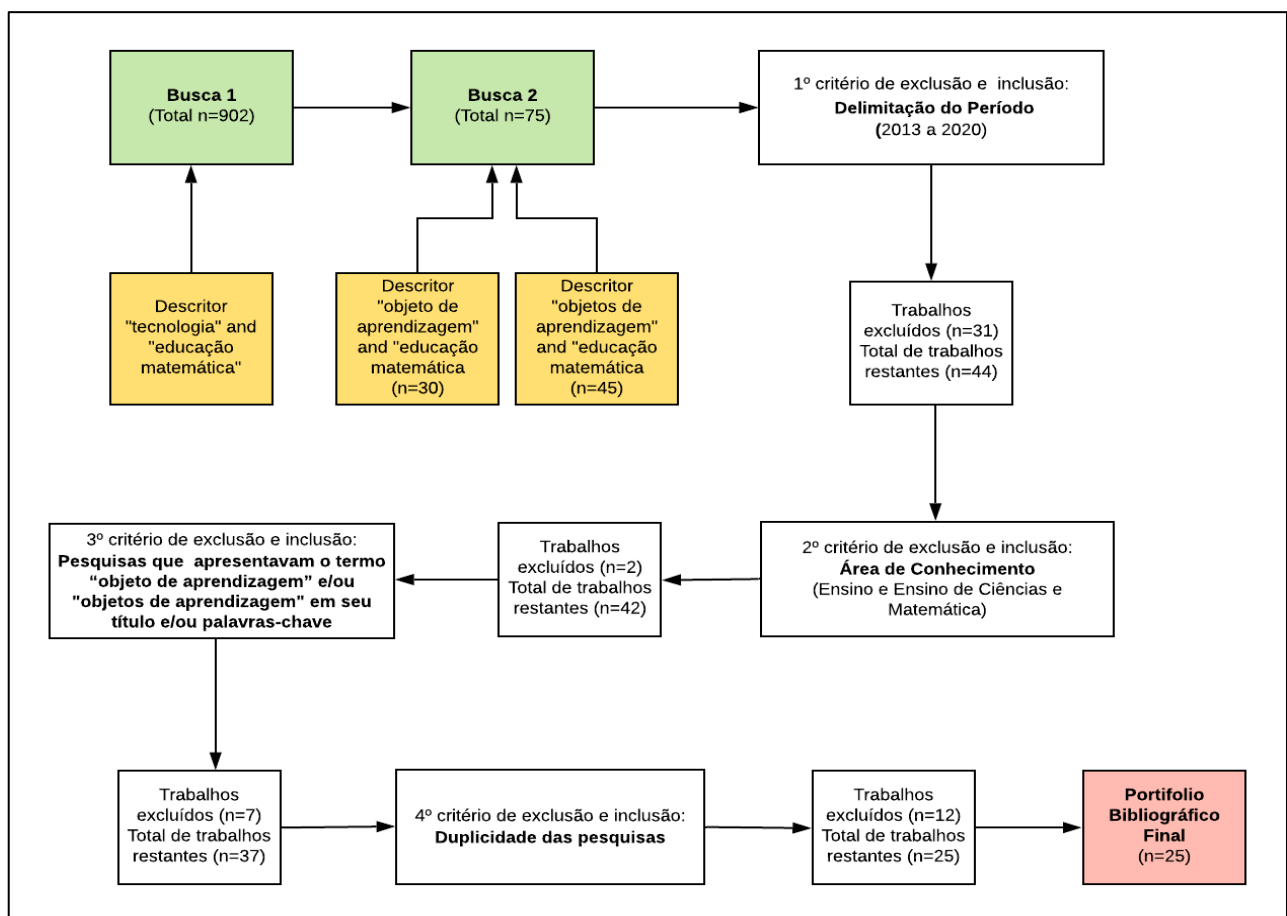 Busca 1
(Total n=902)
Busca 2
(Total n=75)
1º critério de exclusão e inclusão:
Delimitação do Período
(2013 a 2020)
Descritor
"tecnologia" and
"educação
matemática"
Descritor
"objeto de
aprendizagem"
and "educação
matemática
(n=30)
Descritor
"objetos de
aprendizagem"
and "educação
matemática
(n=45)
Trabalhos
excluídos (n=31)
Total de trabalhos
restantes (n=44)
2º critério de exclusão e inclusão:
Área de Conhecimento
(Ensino e Ensino de Ciências e
Matemática)
Trabalhos
excluídos (n=2)
Total de trabalhos
restantes (n=42)
3º critério de exclusão e inclusão:
Pesquisas que apresentavam o termo
“objeto de aprendizagem” e/ou
"objetos de aprendizagem" em seu
título e/ou palavras-chave
Trabalhos
excluídos (n=7)
Total de trabalhos
restantes (n=37)
4º critério de exclusão e inclusão:
Duplicidade das pesquisas
Trabalhos
excluídos (n=12)
Total de trabalhos
restantes (n=25)
Portifolio
Bibliográfico
Final
(n=25)